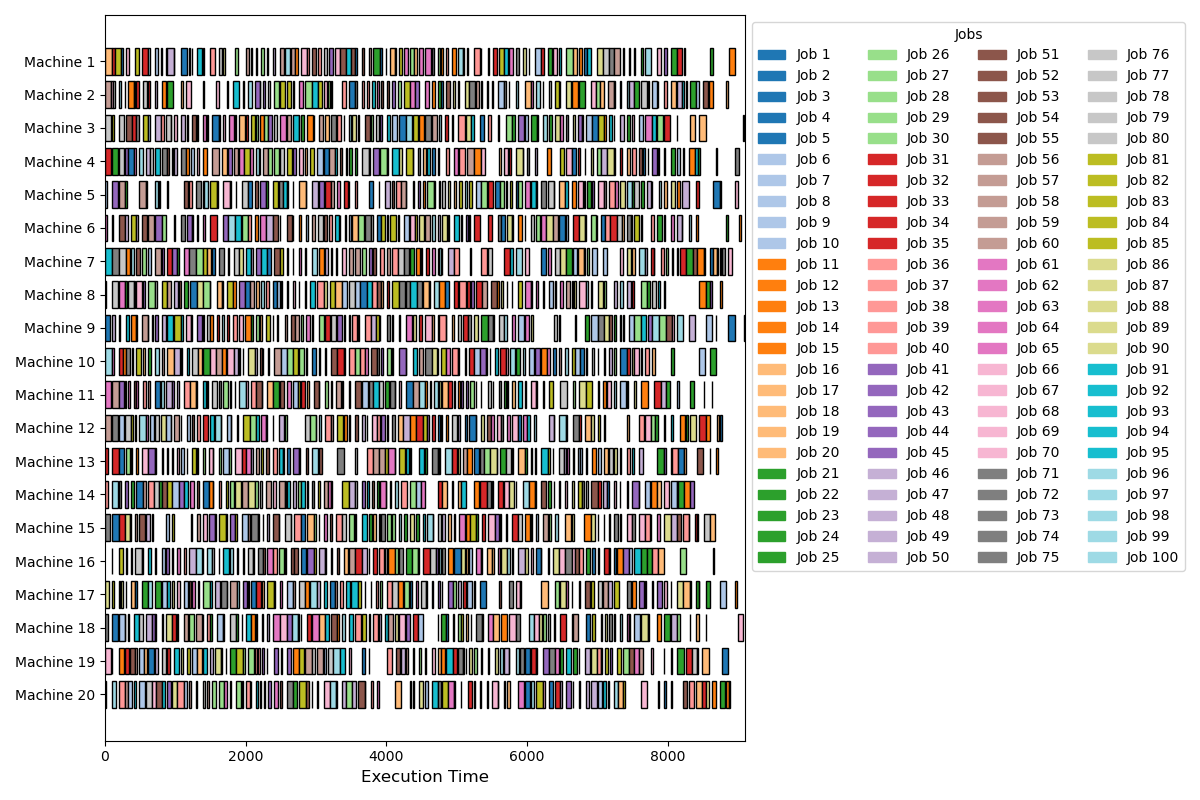 Machine 1
Machine 2
Machine 3
Machine 4
Machine 5
Machine 6
Machine 7
Machine 8
Machine 9
Machine 10
Machine 11
Machine 12
Machine 13
Machine 14
Machine 15
Machine 16
Machine 17
Machine 18
Machine 19
Machine 20
0 2000 4000 6000 8000
Execution Time
Jobs
Job 1 Job 26 Job 51 Job 76
Job 2 Job 27 Job 52 Job 77
Job 3 Job 28 Job 53 Job 78
Job 4 Job 29 Job 54 Job 79
Job 5 Job 30 Job 55 Job 80
Job 6 Job 31 Job 56 Job 81
Job 7 Job 32 Job 57 Job 82
Job 8 Job 33 Job 58 Job 83
Job 9 Job 34 Job 59 Job 84
Job 10 Job 35 Job 60 Job 85
Job 11 Job 36 Job 61 Job 86
Job 12 Job 37 Job 62 Job 87
Job 13 Job 38 Job 63 Job 88
Job 14 Job 39 Job 64 Job 89
Job 15 Job 40 Job 65 Job 90
Job 16 Job 41 Job 66 Job 91
Job 17 Job 42 Job 67 Job 92
Job 18 Job 43 Job 68 Job 93
Job 19 Job 44 Job 69 Job 94
Job 20 Job 45 Job 70 Job 95
Job 21 Job 46 Job 71 Job 96
Job 22 Job 47 Job 72 Job 97
Job 23 Job 48 Job 73 Job 98
Job 24 Job 49 Job 74 Job 99
Job 25 Job 50 Job 75 Job 100